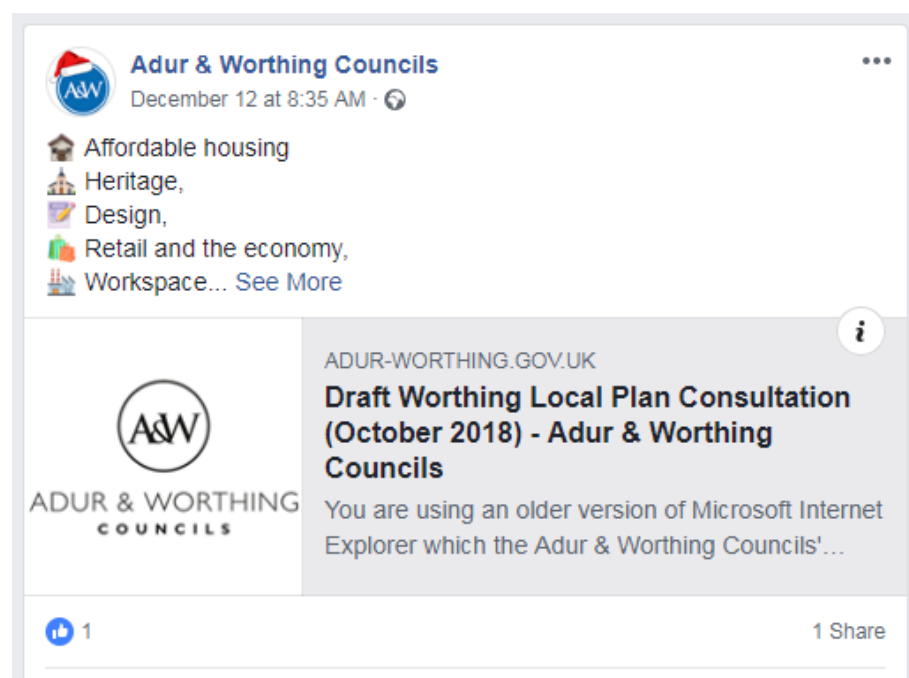 A&W
Adur & Worthing Councils
December 12 at 8:35 AM ·
Affordable housing
Heritage,
Design,
Retail and the economy,
Workspace... See More
i
A&W
ADUR & WORTHING
COUNCILS
ADUR-WORTHING.GOV.UK
Draft Worthing Local Plan Consultation
(October 2018) - Adur & Worthing
Councils
You are using an older version of Microsoft Internet
Explorer which the Adur & Worthing Councils'...
1
1 Share